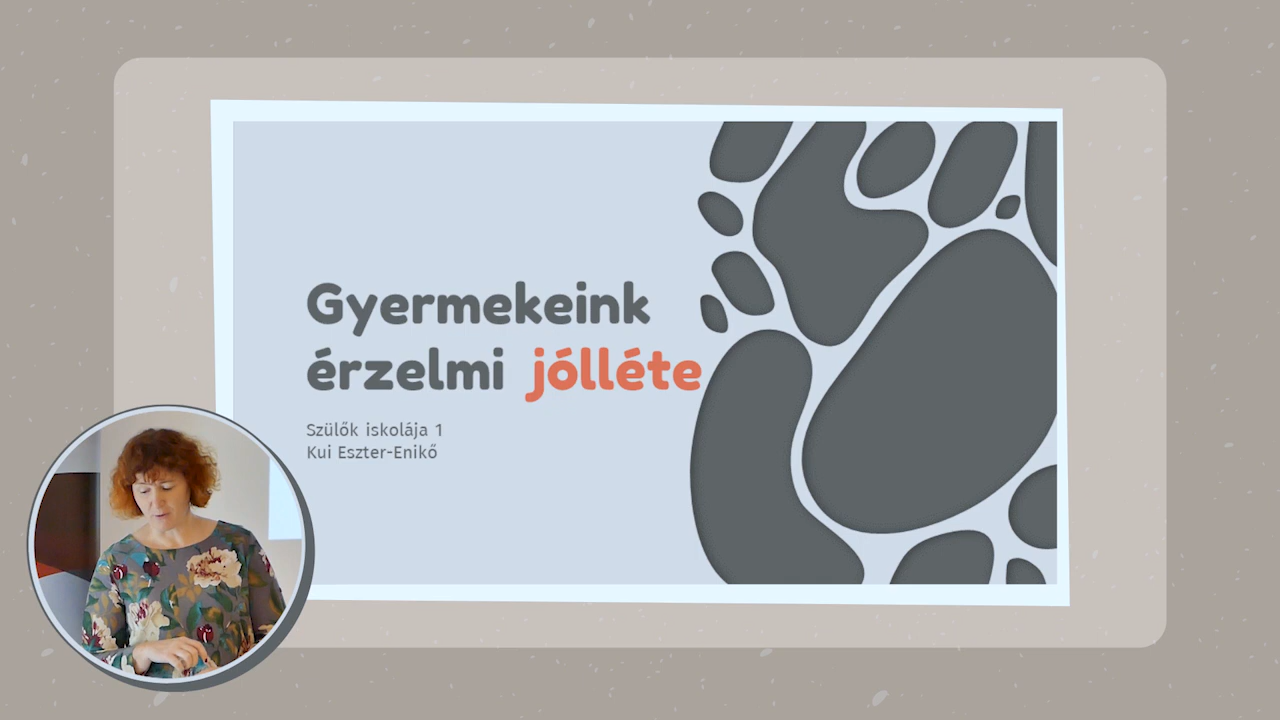 Gyermekeink
érzelmi jólléte
Szülők iskolája 1
Kui Eszter-Enikő